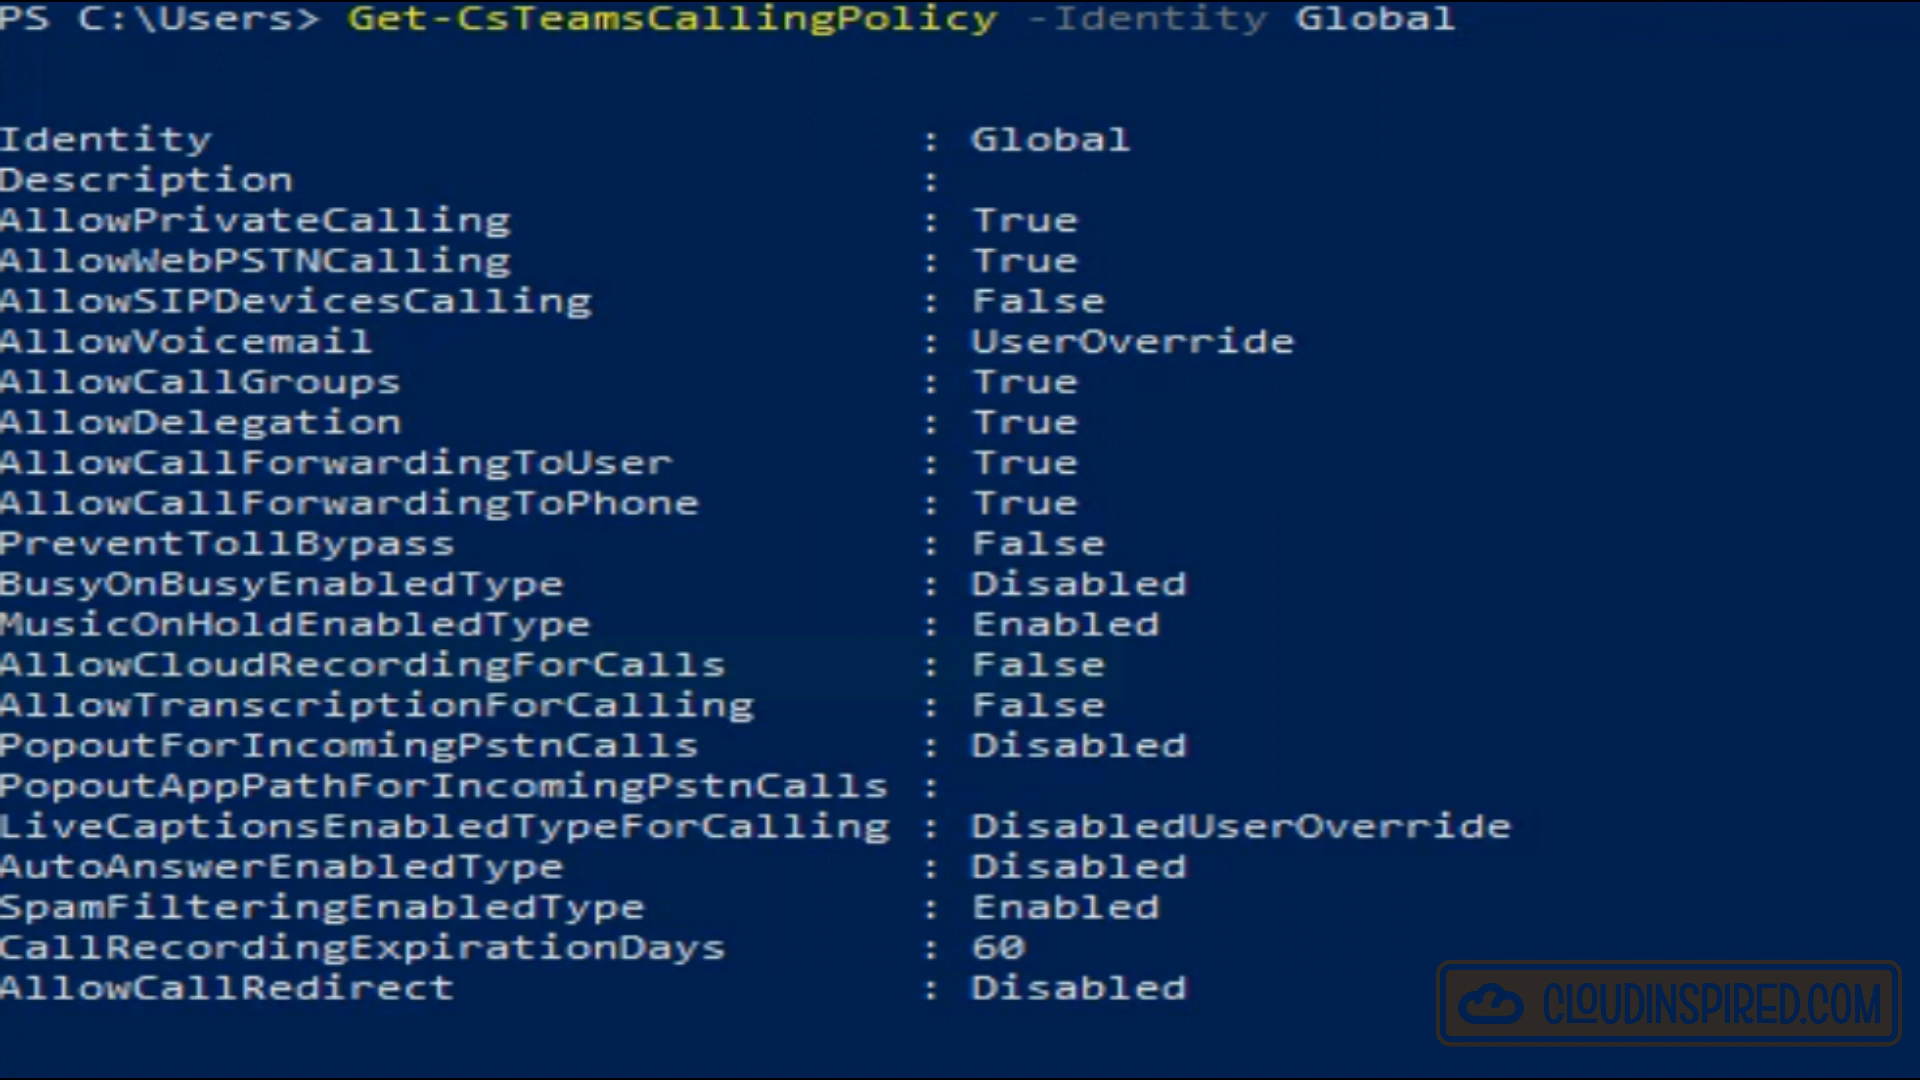 PS C:\Users> Get-CsTeamsCallingPolicy -Identity Global
Identity : Global
Description :
AllowPrivateCalling : True
AllowWebPSTNCalling : True
AllowSIPDevicesCalling : False
AllowVoicemail : UserOverride
AllowCallGroups : True
AllowDelegation : True
AllowCallForwardingToUser : True
AllowCallForwardingToPhone : True
PreventTollBypass : False
BusyOnBusyEnabledType : Disabled
MusicOnHoldEnabledType : Enabled
AllowCloudRecordingForCalls : False
AllowTranscriptionForCalling : False
PopoutForIncomingPstnCalls : Disabled
PopoutAppPathForIncomingPstnCalls :
LiveCaptionsEnabledTypeForCalling : DisabledUserOverride
AutoAnswerEnabledType : Disabled
SpamFilteringEnabledType : Enabled
CallRecordingExpirationDays : 60
AllowCallRedirect : Disabled
CLOUDINSPIRED.COM